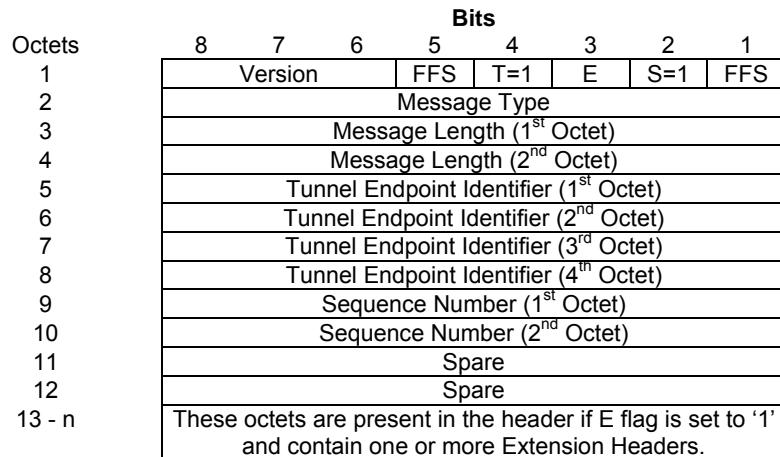 Bits
Octets 8 7 6 5 4 3 2 1
1 Version FFS T=1 E S=1 FFS
2 Message Type
3 Message Length (1st Octet)
4 Message Length (2nd Octet)
5 Tunnel Endpoint Identifier (1st Octet)
6 Tunnel Endpoint Identifier (2nd Octet)
7 Tunnel Endpoint Identifier (3rd Octet)
8 Tunnel Endpoint Identifier (4th Octet)
9 Sequence Number (1st Octet)
10 Sequence Number (2nd Octet)
11 Spare
12 Spare
13 - n These octets are present in the header if E flag is set to ‘1’
and contain one or more Extension Headers.